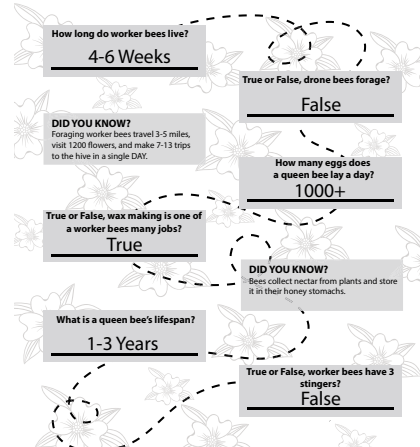 How long do worker bees live?
4-6 Weeks
True or False, drone bees forage?
False
DID YOU KNOW?
Foraging worker bees travel 3-5 miles,
visit 1200 flowers, and make 7-13 trips
to the hive in a single DAY.
How many eggs does
a queen bee lay a day?
1000+
True or False, wax making is one of
a worker bees many jobs?
True
DID YOU KNOW?
Bees collect nectar from plants and store
it in their honey stomachs.
What is a queen bee's lifespan?
1-3 Years
True or False, worker bees have 3
stingers?
False